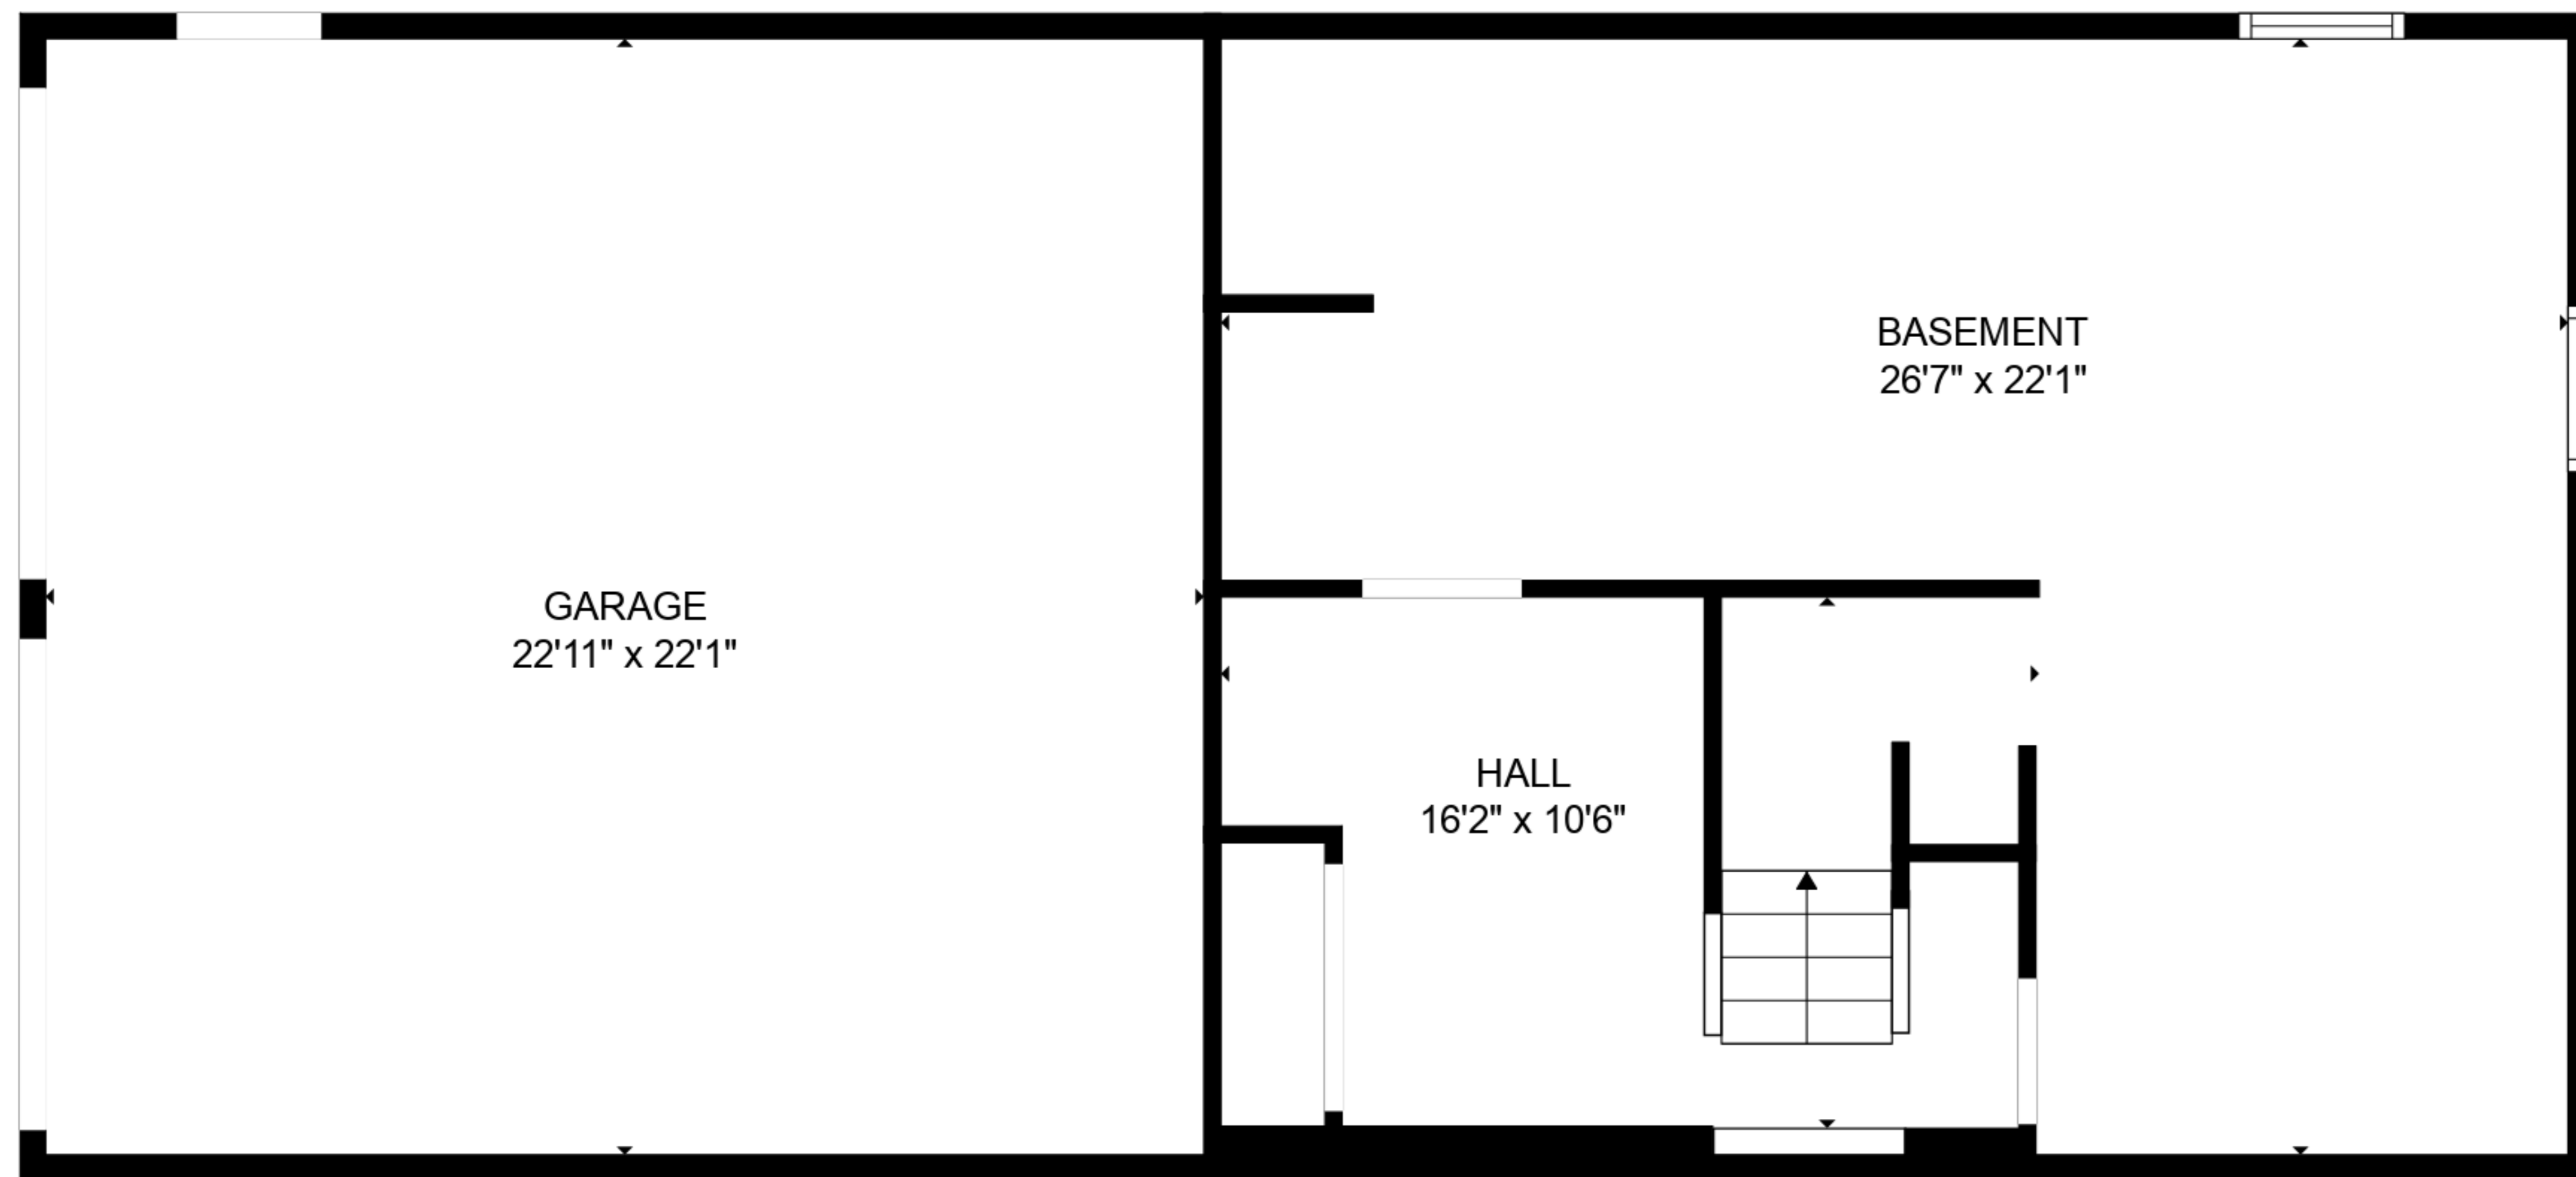 BASEMENT
26'7" x 22'1"
GARAGE
22'11" x 22'1"
HALL
16'2" x 10'6"